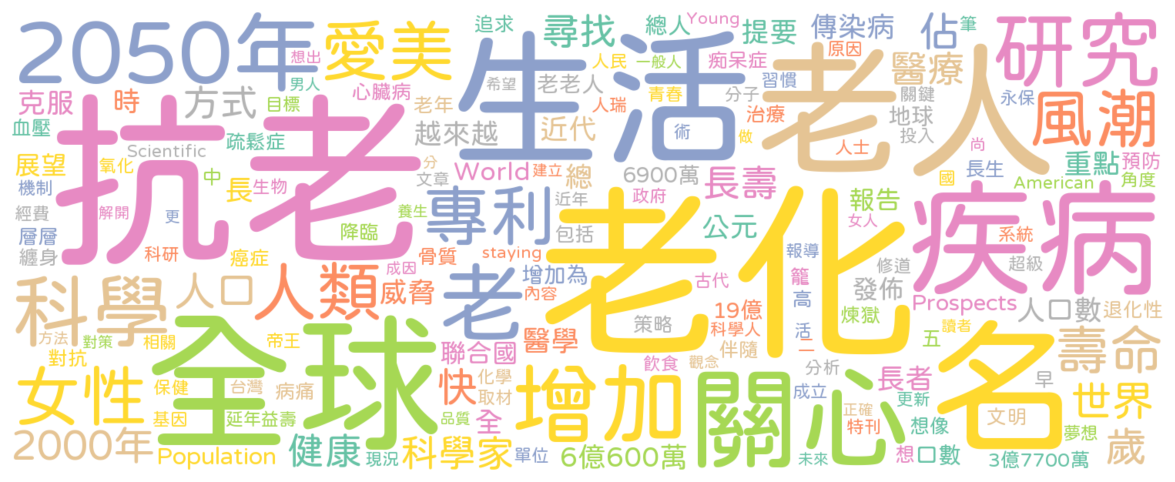 2050年
愛美
追求
尋找
總人
Young
提要
傳染病
佔
筆
研究
想出
男人
生活
人民
一般人
痴呆症
原因
習慣
老人
醫療
克服
時
方式
心臟病
希望
老老人
人瑞
青春
分子
治療
關鍵
地球
投入
永保
風潮
血壓
目標
老年
越來越
近代
術
做
人士
尚
抗老
疏鬆症
Scientific
展望
氧化
中
機制
長
生物
分
文章
World
建立
總
6900萬
長壽
國
長生
重點
預防
American
角度
經費
解開
更
養生
專利
近年
政府
老化
報告
女人
疾病
層層
纏身
科研
降臨
癌症
骨質
staying
包括
公元
報導
系統
超級
科學
人口
人類
成因
威脅
老
增加為
內容
古代
籠
高
修道
發佈
Prospects
人口數
退化性
方法
對策
相關
對抗
帝王
全球
聯合國
醫學
策略
19億
科學人
伴隨
活
二
煉獄
五
讀者
名
壽命
女性
保健
台灣
病痛
基因
延年益壽
快
化學
取材
品質
全
增加
飲食
觀念
關心
分析
成立
長者
更新
正確
特刊
想像
早
文明
世界
夢想
2000年
Population
健康
現況
科學家
單位
6億600萬
未來
想
口數
3億7700萬
歲